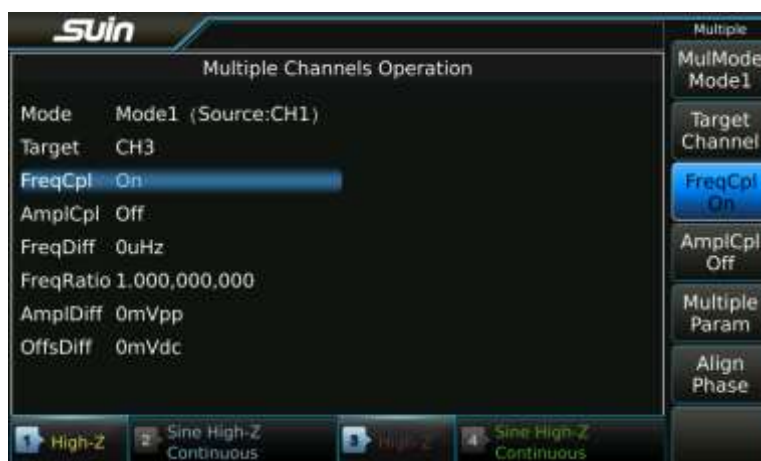 SUIN
Multiple
Multiple Channels Operation
MulMode
Mode1
Mode Mode1 (Source:CH1)
Target CH3
Target
Channel
FreqCpl On
FreqCpl
On
AmplCpl Off
AmplCpl
Off
FreqDiff 0uHz
FreqRatio 1.000,000,000
AmplDiff 0mVpp
Multiple
Param
OffsDiff 0mVdc
Align
Phase
1 High-Z
2 Sine High-Z
Continuous
3 High-Z
4 Sine High-Z
Continuous